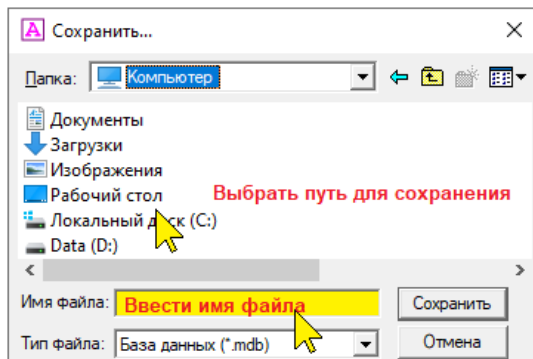 Сохранить...
Папка: Компьютер
Документы
Загрузки
Изображения
Рабочий стол
Выбрать путь для сохранения
Локальный диск (C:)
Data (D:)
Имя файла: Ввести имя файла
Сохранить
Тип файла: База данных (*.mdb)
Отмена